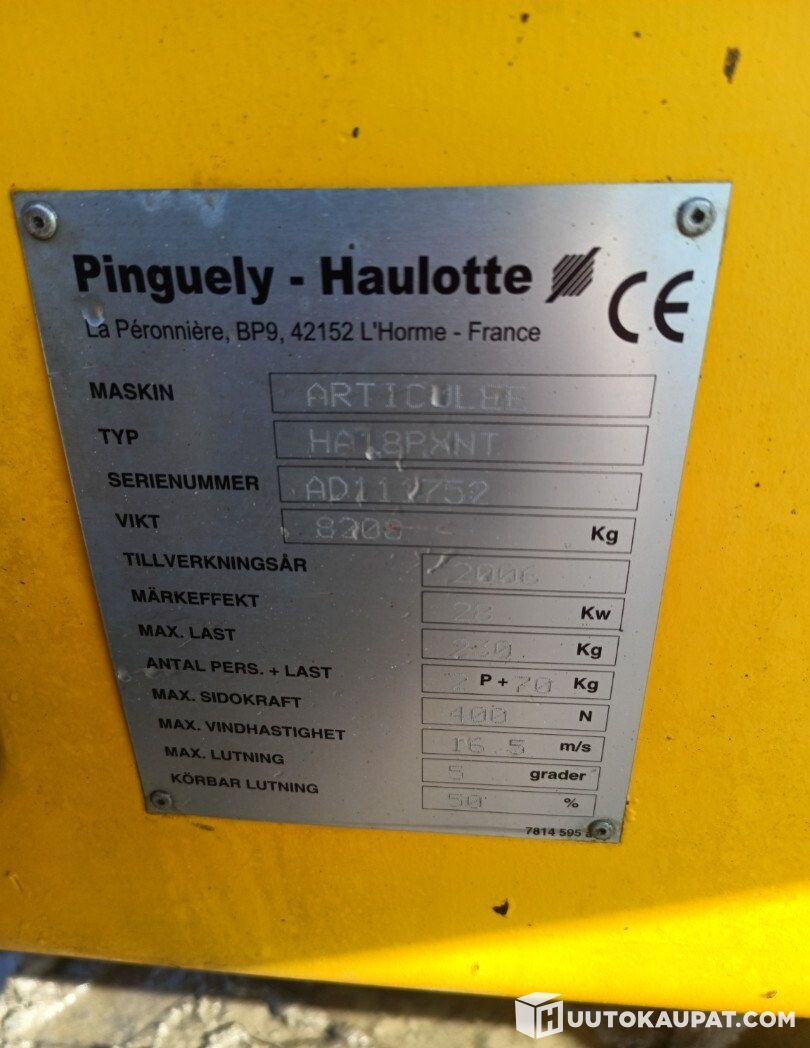 Pinguely - Haulotte CE
La Péronnière, BP9, 42152 L'Horme - France
MASKIN ARTICULEE
TYP HA18PXNT
SERIENUMMER
VIKT Kg
TILLVERKNINGSÅR 2006
MÄRKEFFEKT 28 Kw
MAX. LAST Kg
ANTAL PERS. + LAST 2 P + 70 Kg
MAX. SIDOKRAFT 400 N
MAX. VINDHASTIGHET 16.5 m/s
MAX. LUTNING 5 grader
KÖRBAR LUTNING 50 %
7814 595
HUUTOKAUPAT.COM